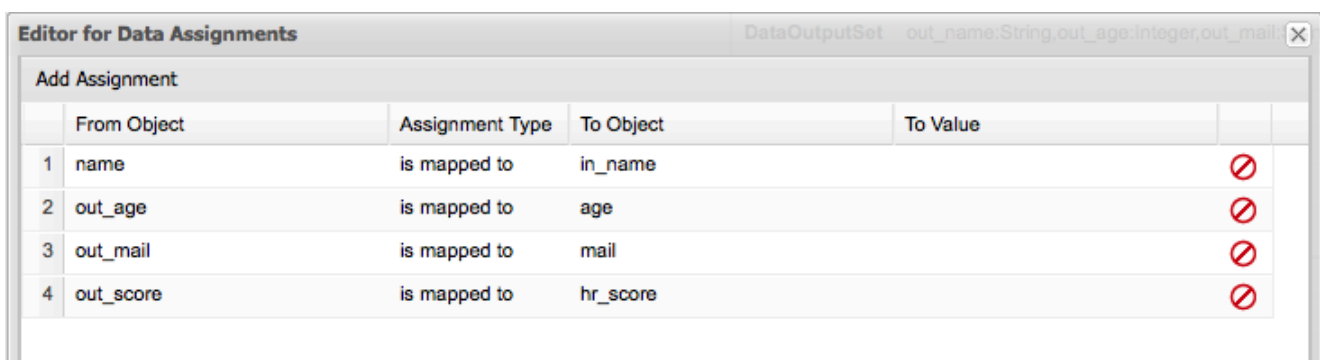 Editor for Data Assignments
DataOutputSet out_name:String,out_age:Integer,out_mail:
Add Assignment
From Object Assignment Type To Object To Value
1 name is mapped to in_name
2 out_age is mapped to age
3 out_mail is mapped to mail
4 out_score is mapped to hr_score